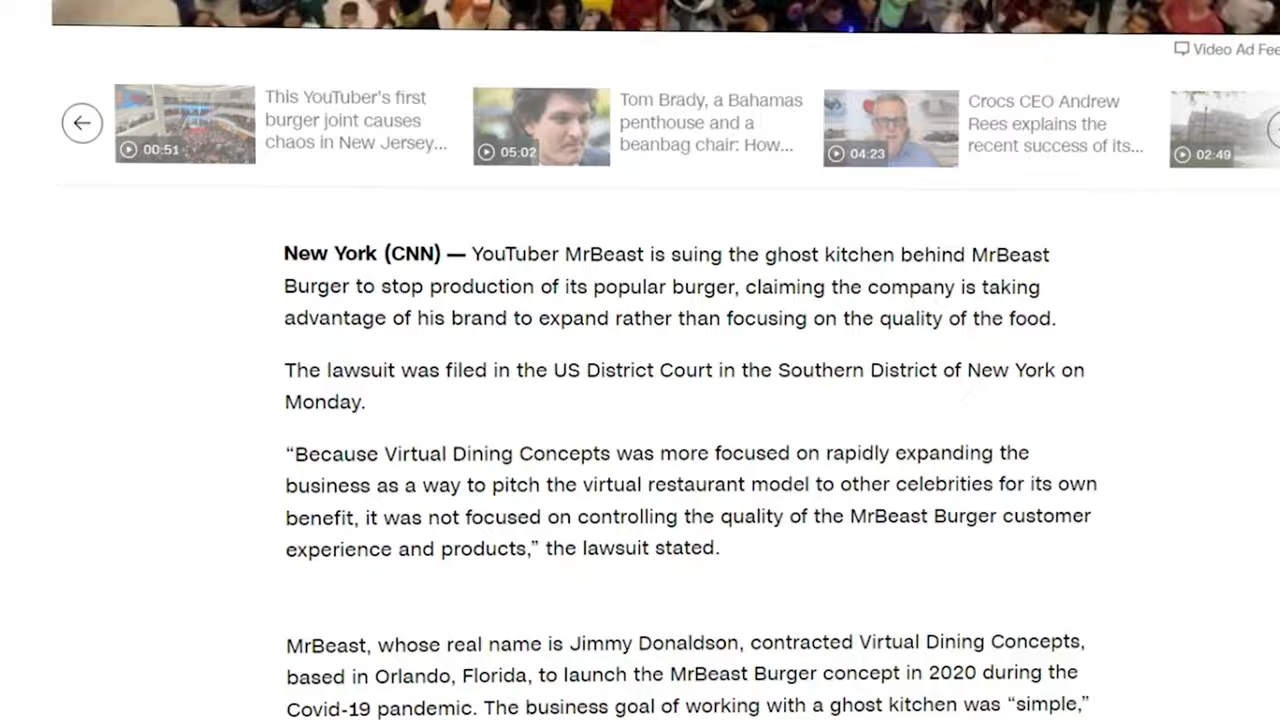 Video Ad Fee
This YouTuber's first
burger joint causes
chaos in New Jersey...
00:51
Tom Brady, a Bahamas
penthouse and a
beanbag chair: How...
05:02
Crocs CEO Andrew
Rees explains the
recent success of its...
04:23
02:49
New York (CNN) — YouTuber MrBeast is suing the ghost kitchen behind MrBeast
Burger to stop production of its popular burger, claiming the company is taking
advantage of his brand to expand rather than focusing on the quality of the food.
The lawsuit was filed in the US District Court in the Southern District of New York on
Monday.
“Because Virtual Dining Concepts was more focused on rapidly expanding the
business as a way to pitch the virtual restaurant model to other celebrities for its own
benefit, it was not focused on controlling the quality of the MrBeast Burger customer
experience and products,” the lawsuit stated.
MrBeast, whose real name is Jimmy Donaldson, contracted Virtual Dining Concepts,
based in Orlando, Florida, to launch the MrBeast Burger concept in 2020 during the
Covid-19 pandemic. The business goal of working with a ghost kitchen was “simple,”